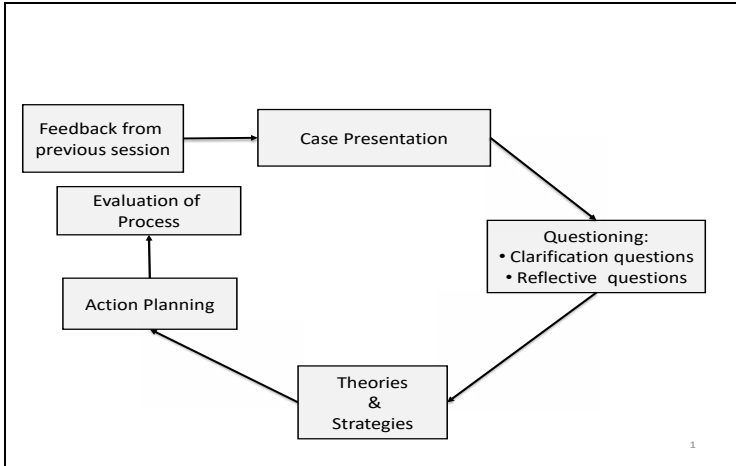 Feedback from
previous session
Case Presentation
Questioning:
• Clarification questions
• Reflective questions
Theories
&
Strategies
Action Planning
Evaluation of
Process
1